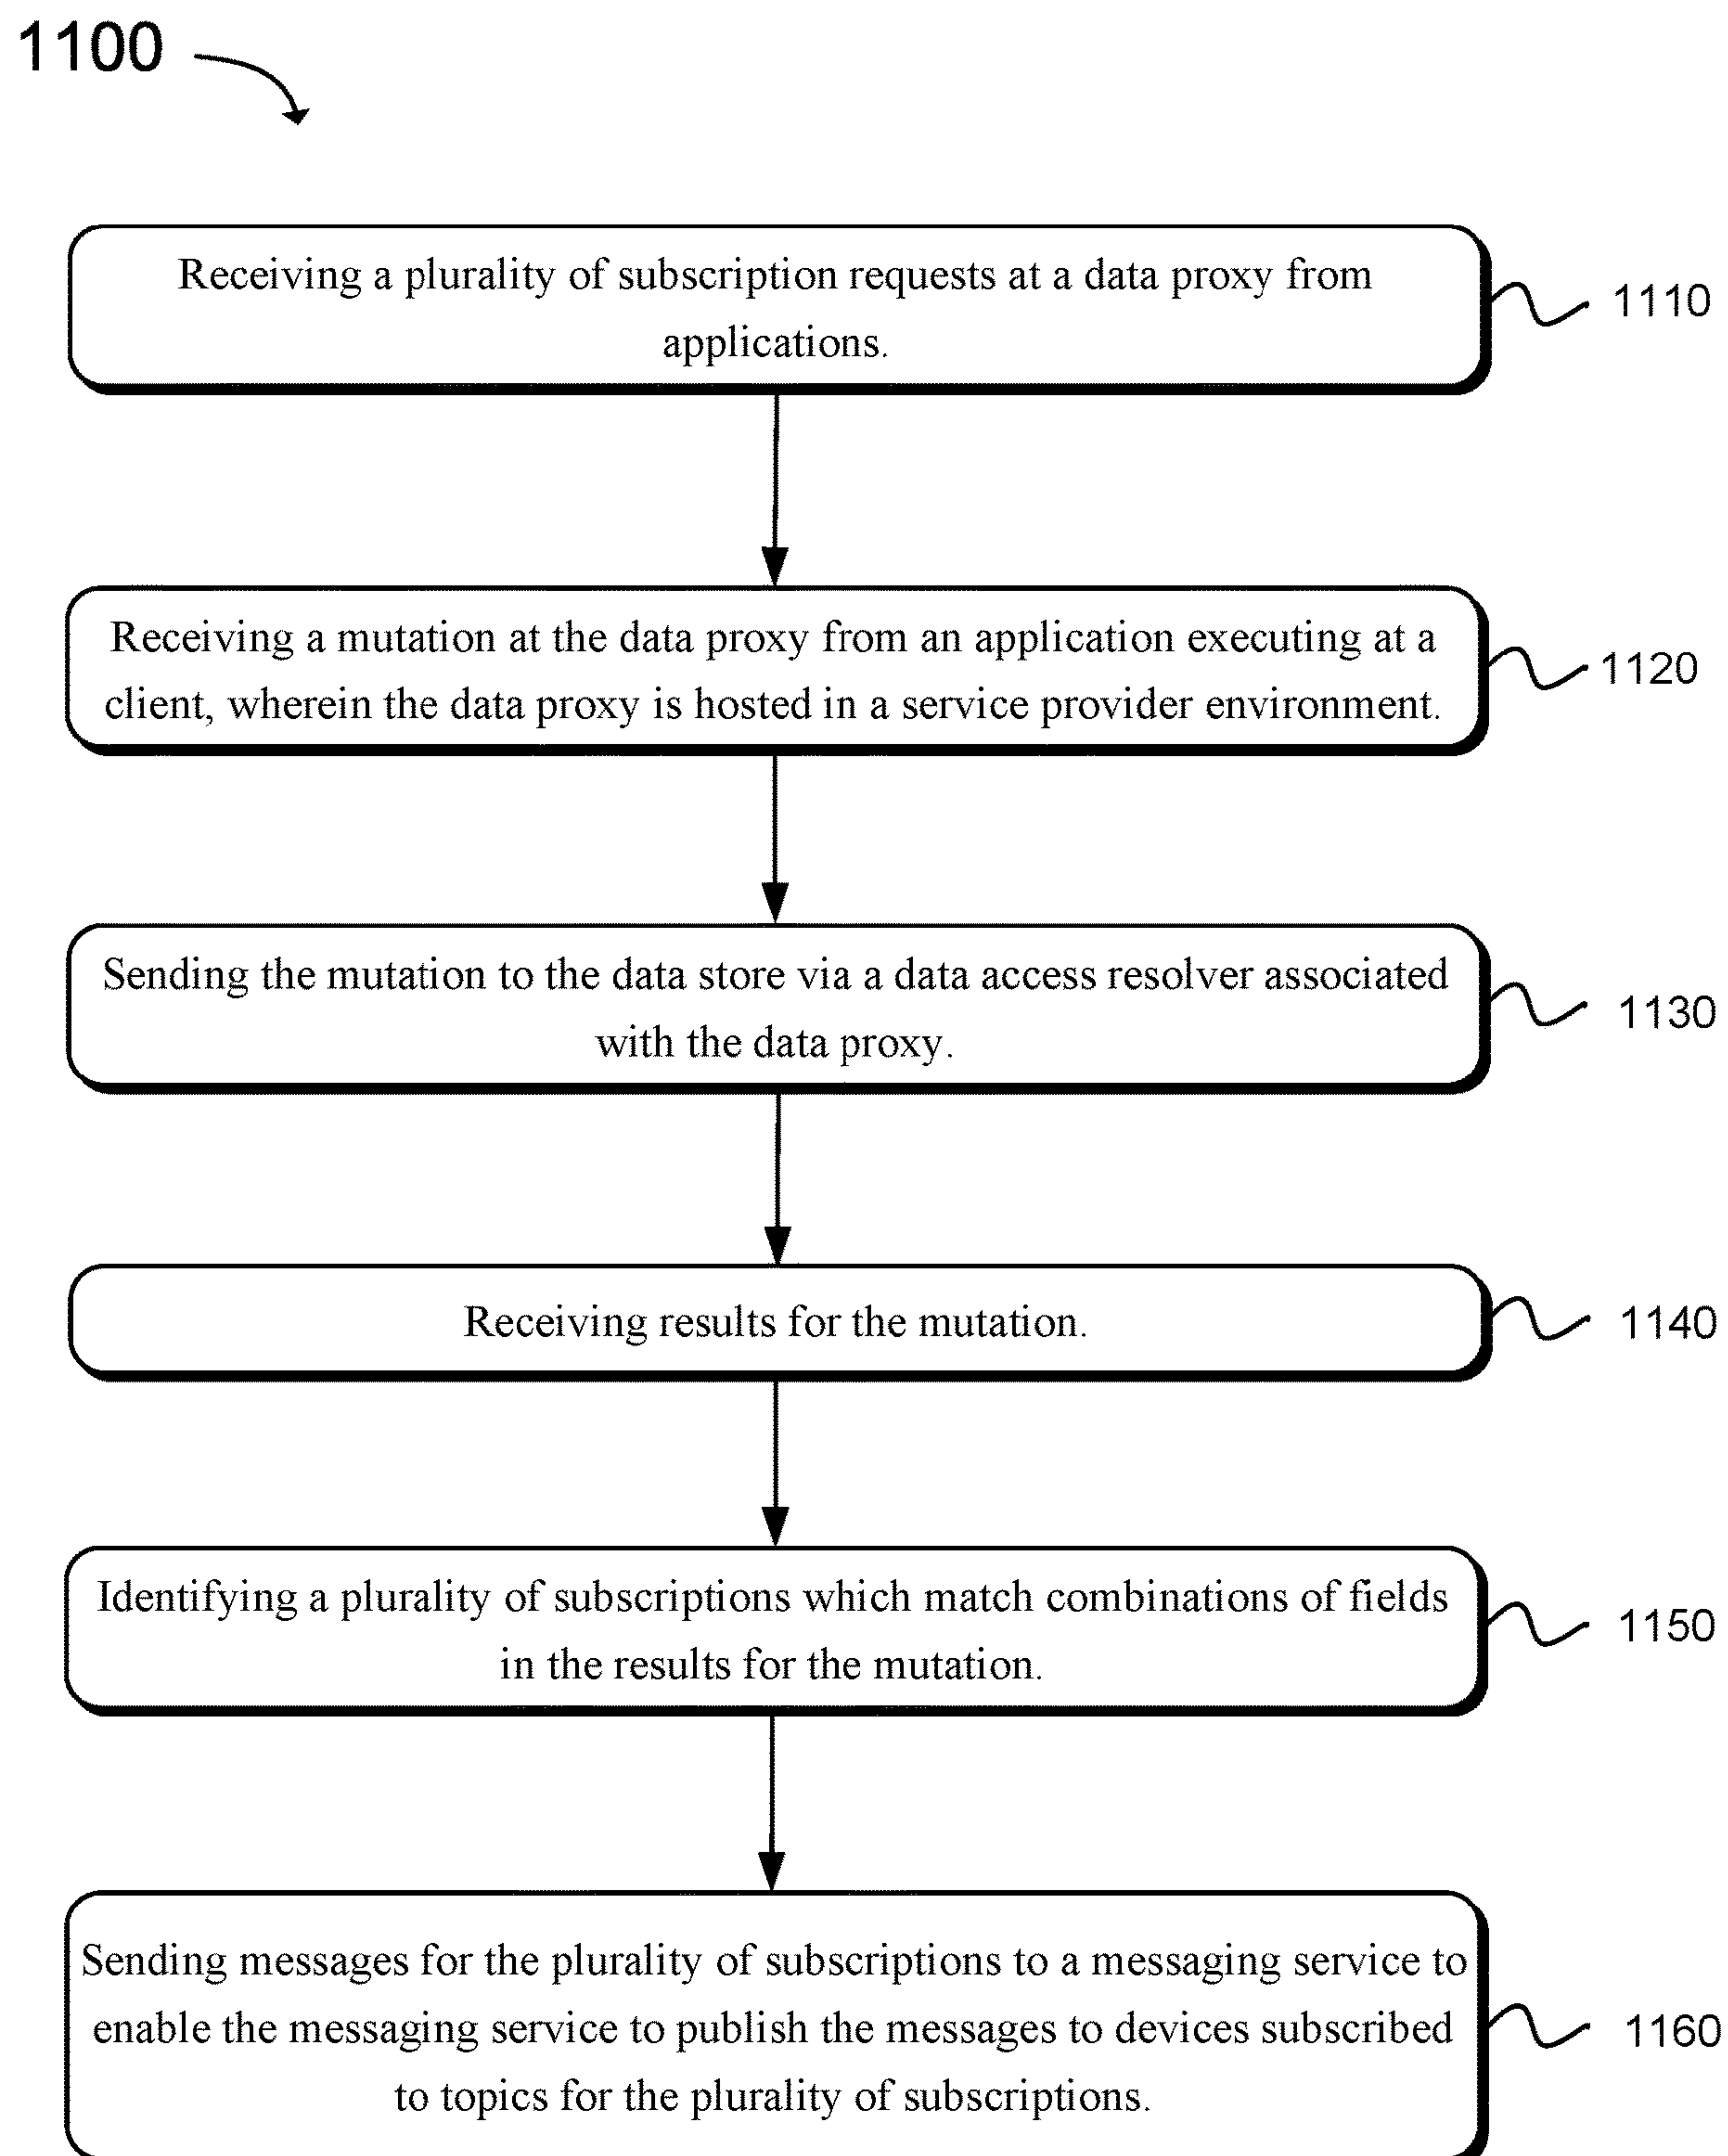 1100
Receiving a plurality of subscription requests at a data proxy from
applications.
1110
Receiving a mutation at the data proxy from an application executing at a
client, wherein the data proxy is hosted in a service provider environment.
1120
Sending the mutation to the data store via a data access resolver associated
with the data proxy.
1130
Receiving results for the mutation.
1140
Identifying a plurality of subscriptions which match combinations of fields
in the results for the mutation.
1150
Sending messages for the plurality of subscriptions to a messaging service to
enable the messaging service to publish the messages to devices subscribed
to topics for the plurality of subscriptions.
1160